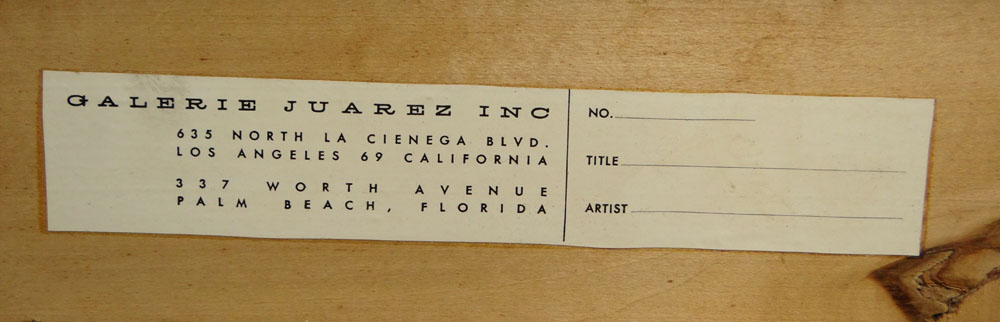 GALERIE JUAREZ INC
635 NORTH LA CIENEGA BLVD.
LOS ANGELES 69 CALIFORNIA
337 WORTH AVENUE
PALM BEACH, FLORIDA
NO.
TITLE
ARTIST